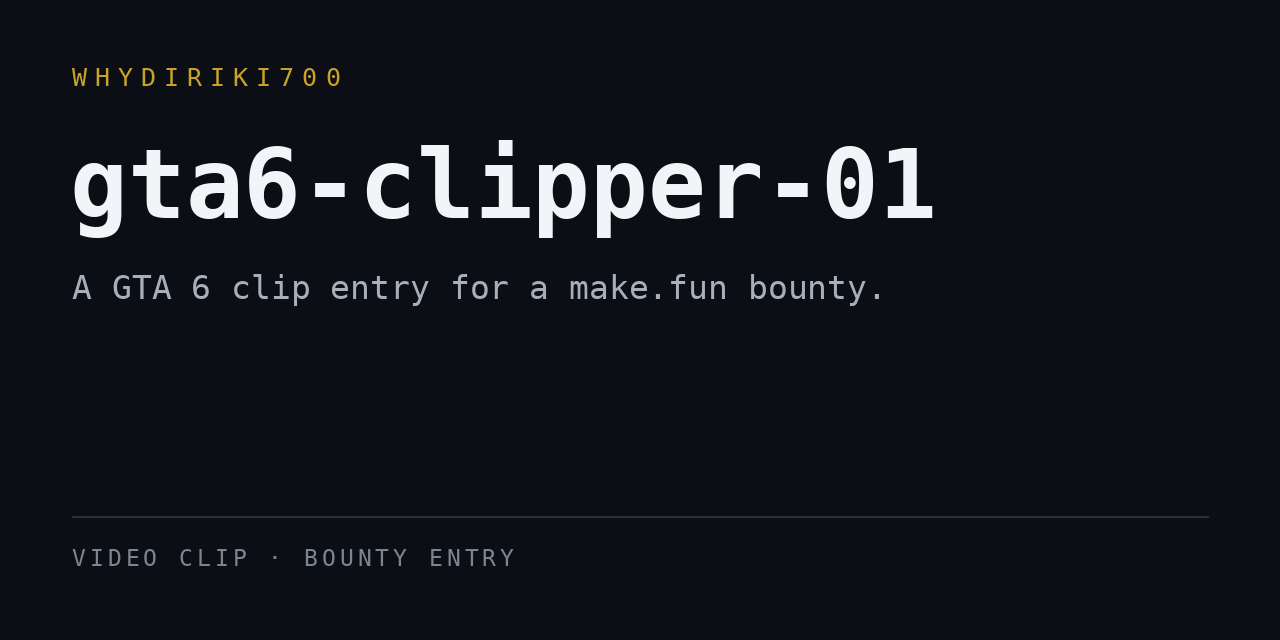 WHYDIRIKI700
gta6-clipper-01
A GTA 6 clip entry for a make.fun bounty.
VIDEO CLIP · BOUNTY ENTRY